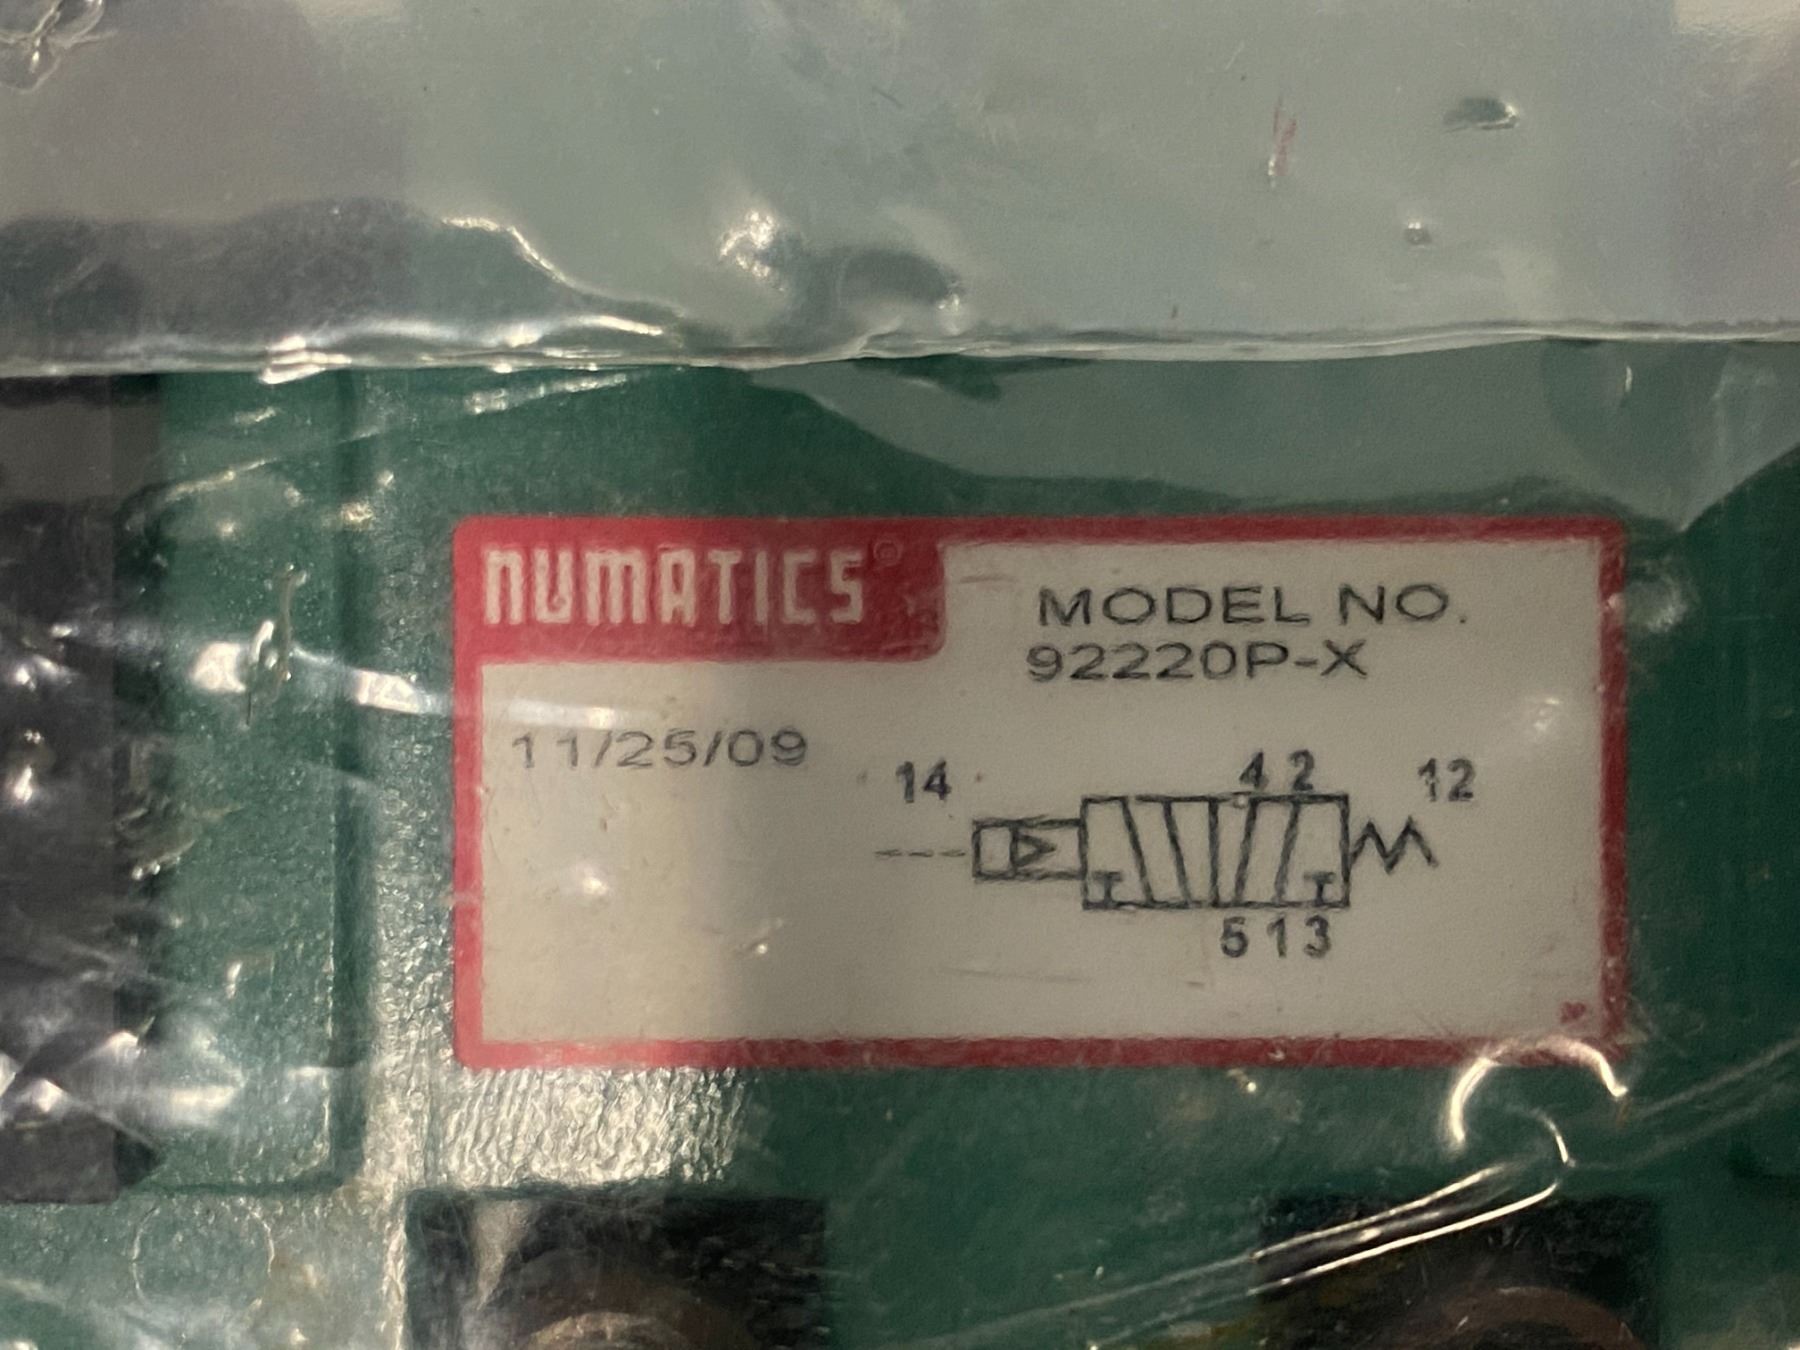 NUMATICS®
MODEL NO.
92220P-X
11/25/09
14
4 2
12
5 1 3